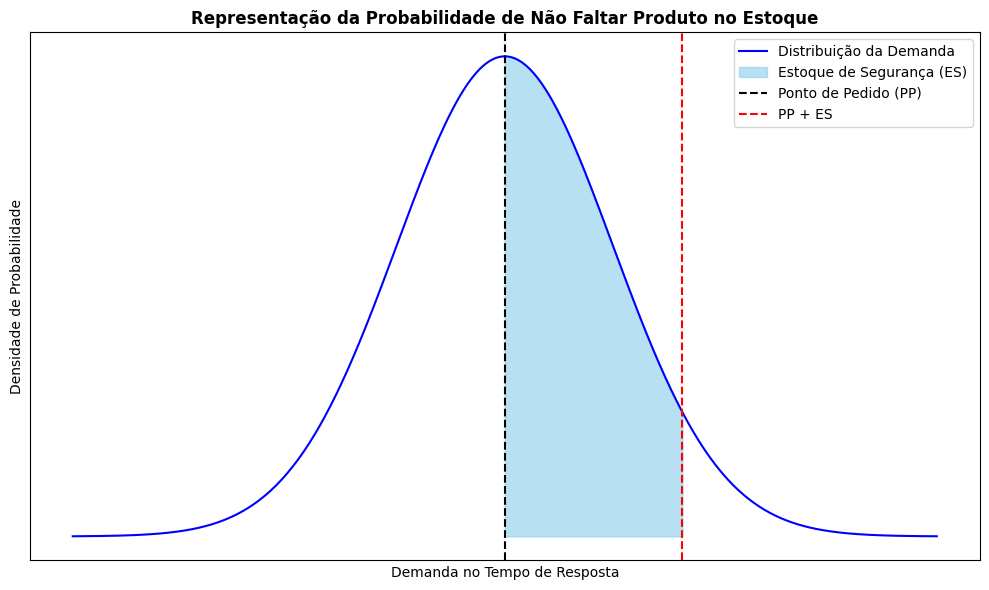 Representação da Probabilidade de Não Faltar Produto no Estoque
Distribuição da Demanda
Estoque de Segurança (ES)
Ponto de Pedido (PP)
PP + ES
Densidade de Probabilidade
Demanda no Tempo de Resposta